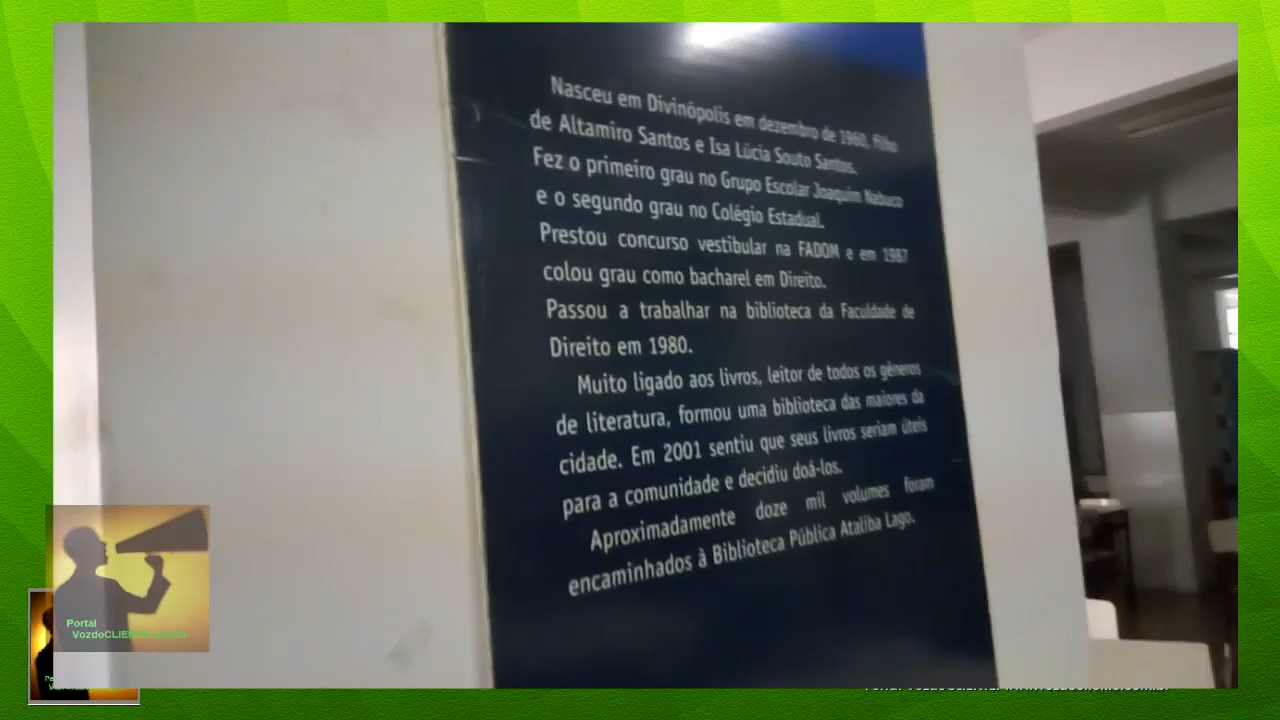 Nasceu em Divinópolis em dezembro de 1960, filho
de Altamiro Santos e Isa Lúcia Souto Santos.
Fez o primeiro grau no Grupo Escolar Joaquim Nabuco
e o segundo grau no Colégio Estadual.
Prestou concurso vestibular na FADOM e em 1987
colou grau como bacharel em Direito.
Passou a trabalhar na biblioteca da Faculdade de
Direito em 1980.
Muito ligado aos livros, leitor de todos os gêneros
de literatura, formou uma biblioteca das maiores da
cidade. Em 2001 sentiu que seus livros seriam úteis
para a comunidade e decidiu doá-los.
Aproximadamente doze mil volumes foram
encaminhados à Biblioteca Pública Ataliba Lago.
Portal